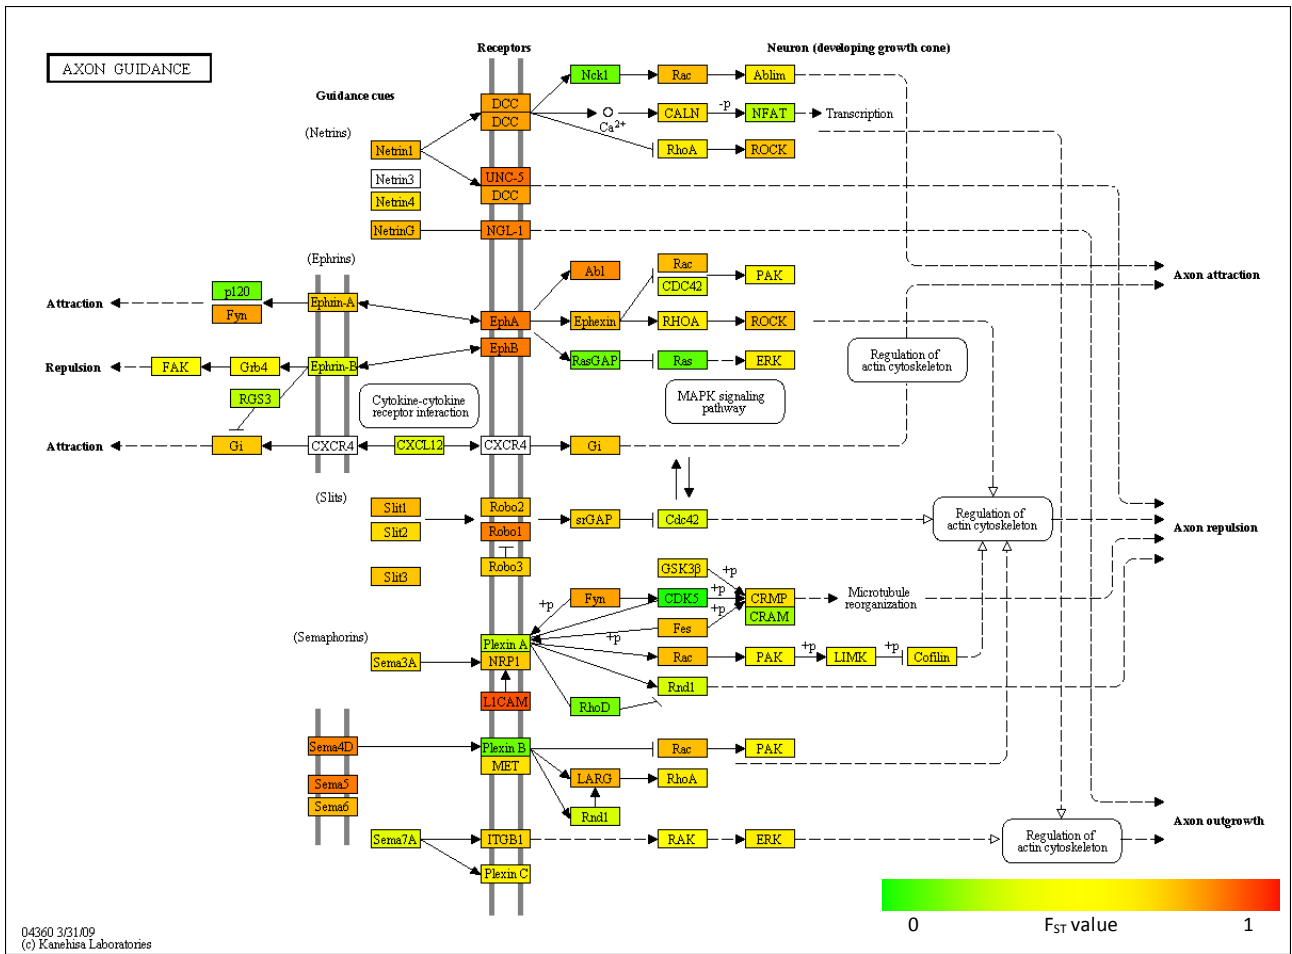 AXON GUIDANCE
Receptors
Neuron (developing growth cone)
Guidance cues
(Netrins)
Nck1
Rac
Ablim
DCC
DCC
Ca2+
CALN
-p
NFAT
Transcription
Netrin1
RhoA
ROCK
Netrin3
UNC-5
Netrin4
DCC
NetrinG
NGL-1
(Ephrins)
Abl
Rac
CDC42
PAK
Axon attraction
Attraction
p120
Fyn
Ephrin-A
EphA
Ephexin
RHOA
ROCK
EphB
Regulation of
actin cytoskeleton
Repulsion
FAK
Grb4
Ephrin-B
RasGAP
Ras
ERK
RGS3
Cytokine-cytokine
receptor interaction
MAPK signaling
pathway
Attraction
Gi
CXCR4
CXCL12
CXCR4
Gi
(Slits)
Slit1
Slit2
Robo2
Robo1
srGAP
Cdc42
Regulation of
actin cytoskeleton
Axon repulsion
Slit3
Robo3
GSK3β
+p
+p
Fyn
CDK5
+p
CRMP
CRAM
Microtubule
reorganization
+p
Fes
+p
(Semaphorins)
Plexin A
NRP1
Sema3A
Rac
PAK
+p
LIMK
+p
Cofilin
Rnd1
L1CAM
RhoD
Sema4D
Plexin B
MET
Rac
PAK
Sema5
Sema6
LARG
RhoA
Rnd1
Sema7A
ITGB1
RAK
ERK
Regulation of
actin cytoskeleton
Axon outgrowth
Plexin C
0 FST value 1
04360 3/31/09
(c) Kanehisa Laboratories